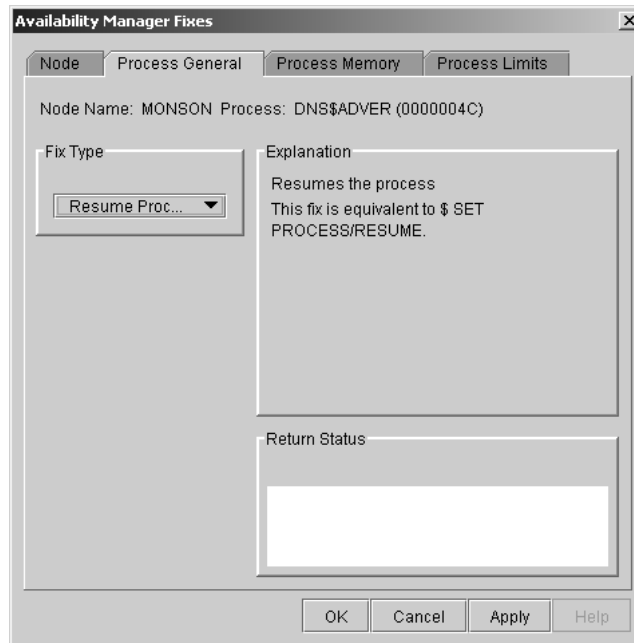 Availability Manager Fixes
Node
Process General
Process Memory
Process Limits
Node Name: MONSON Process: DNS$ADVER (0000004C)
Fix Type
Resume Proc...
Explanation
Resumes the process
This fix is equivalent to $ SET
PROCESS/RESUME.
Return Status
OK
Cancel
Apply
Help